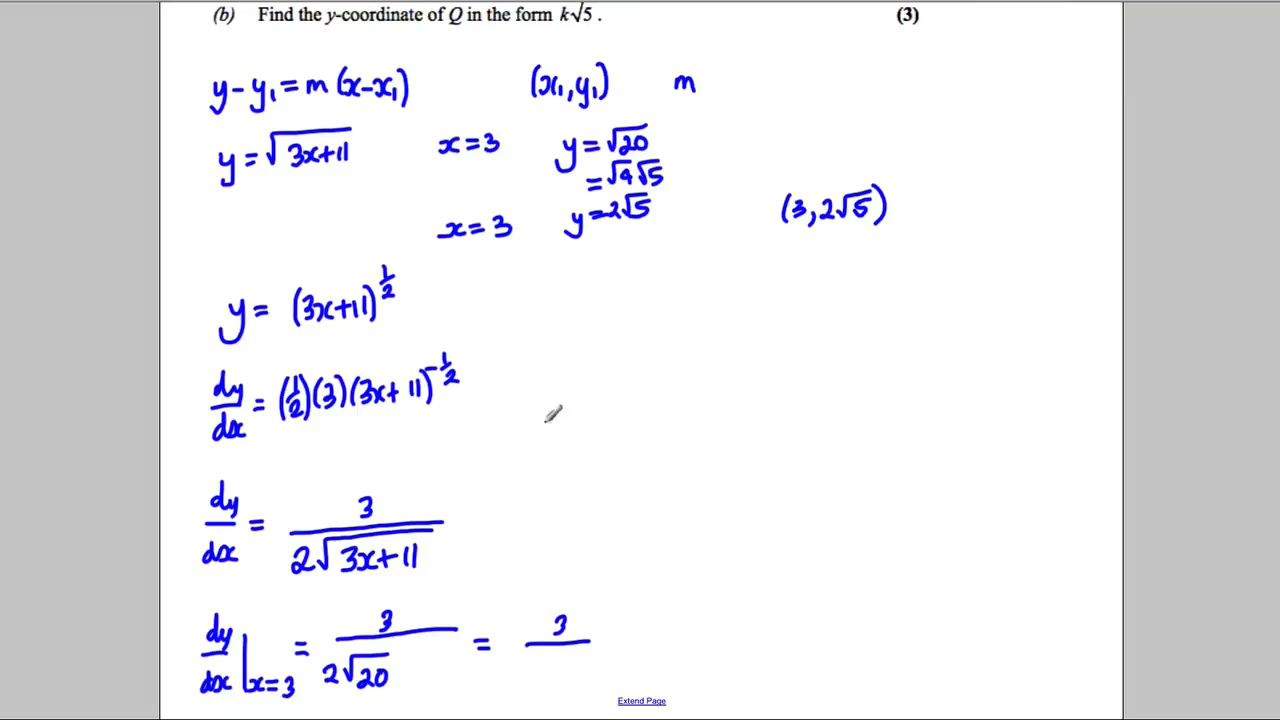 (b) Find the y-coordinate of Q in the form k√5 . (3)
y − y₁ = m(x−x₁) (x₁,y₁) m
y = √(3x+11) x=3 y = √20
= √4√5
x = 3 y = 2√5 (3, 2√5)
y = (3x+11)^(1/2)
dy/dx = (1/2)(3)(3x+11)^(-1/2)
dy/dx = 3/(2√(3x+11))
dy/dx|x=3 = 3/(2√20) = 3/
Extend Page